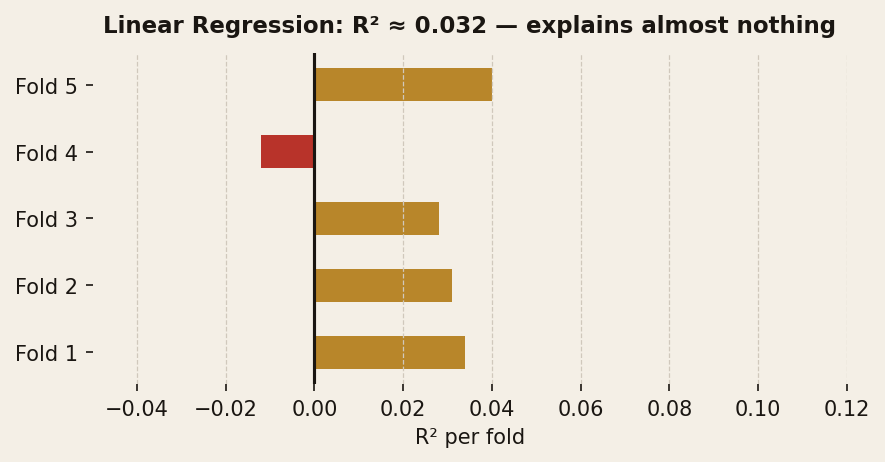 Linear Regression: R² ≈ 0.032 — explains almost nothing
Fold 5
Fold 4
Fold 3
Fold 2
Fold 1
−0.04 −0.02 0.00 0.02 0.04 0.06 0.08 0.10 0.12
R² per fold